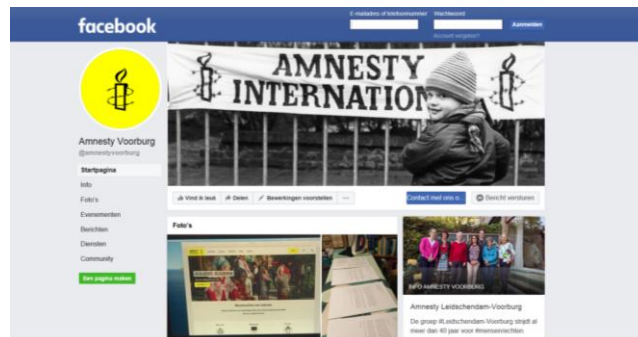 facebook
E-mailadres of telefoonnummer
Wachtwoord
Aanmelden
Account vergeten?
AMNESTY
INTERNATION
Amnesty Voorburg
@amnestyvoorburg
Startpagina
Info
Foto's
Evenementen
Berichten
Diensten
Community
Een pagina maken
Vind ik leuk
Delen
Bewerkingen voorstellen
Contact met ons o...
Bericht versturen
Foto's
INFO AMNESTY VOORBURG
Amnesty Leidschendam-Voorburg
De groep #Leidschendam-Voorburg strijdt al
meer dan 40 jaar voor #mensenrechten.